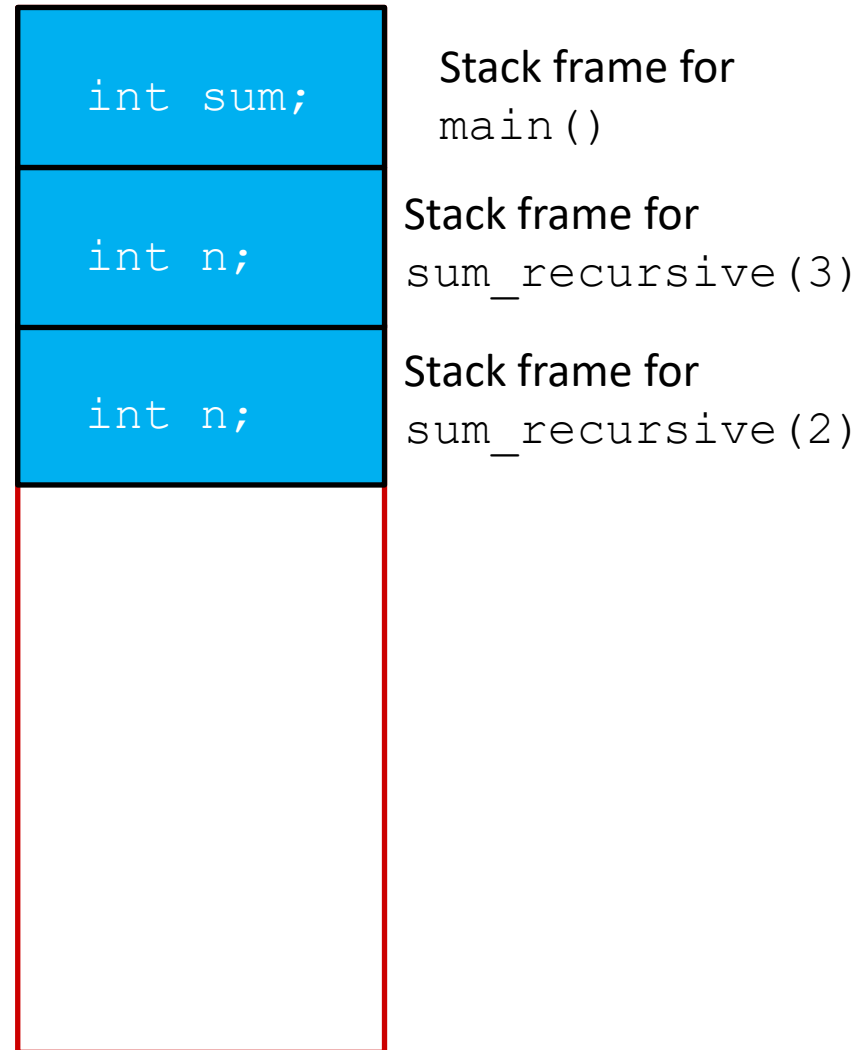 int sum;
Stack frame for
main()
int n;
Stack frame for
sum_recursive(3)
int n;
Stack frame for
sum_recursive(2)